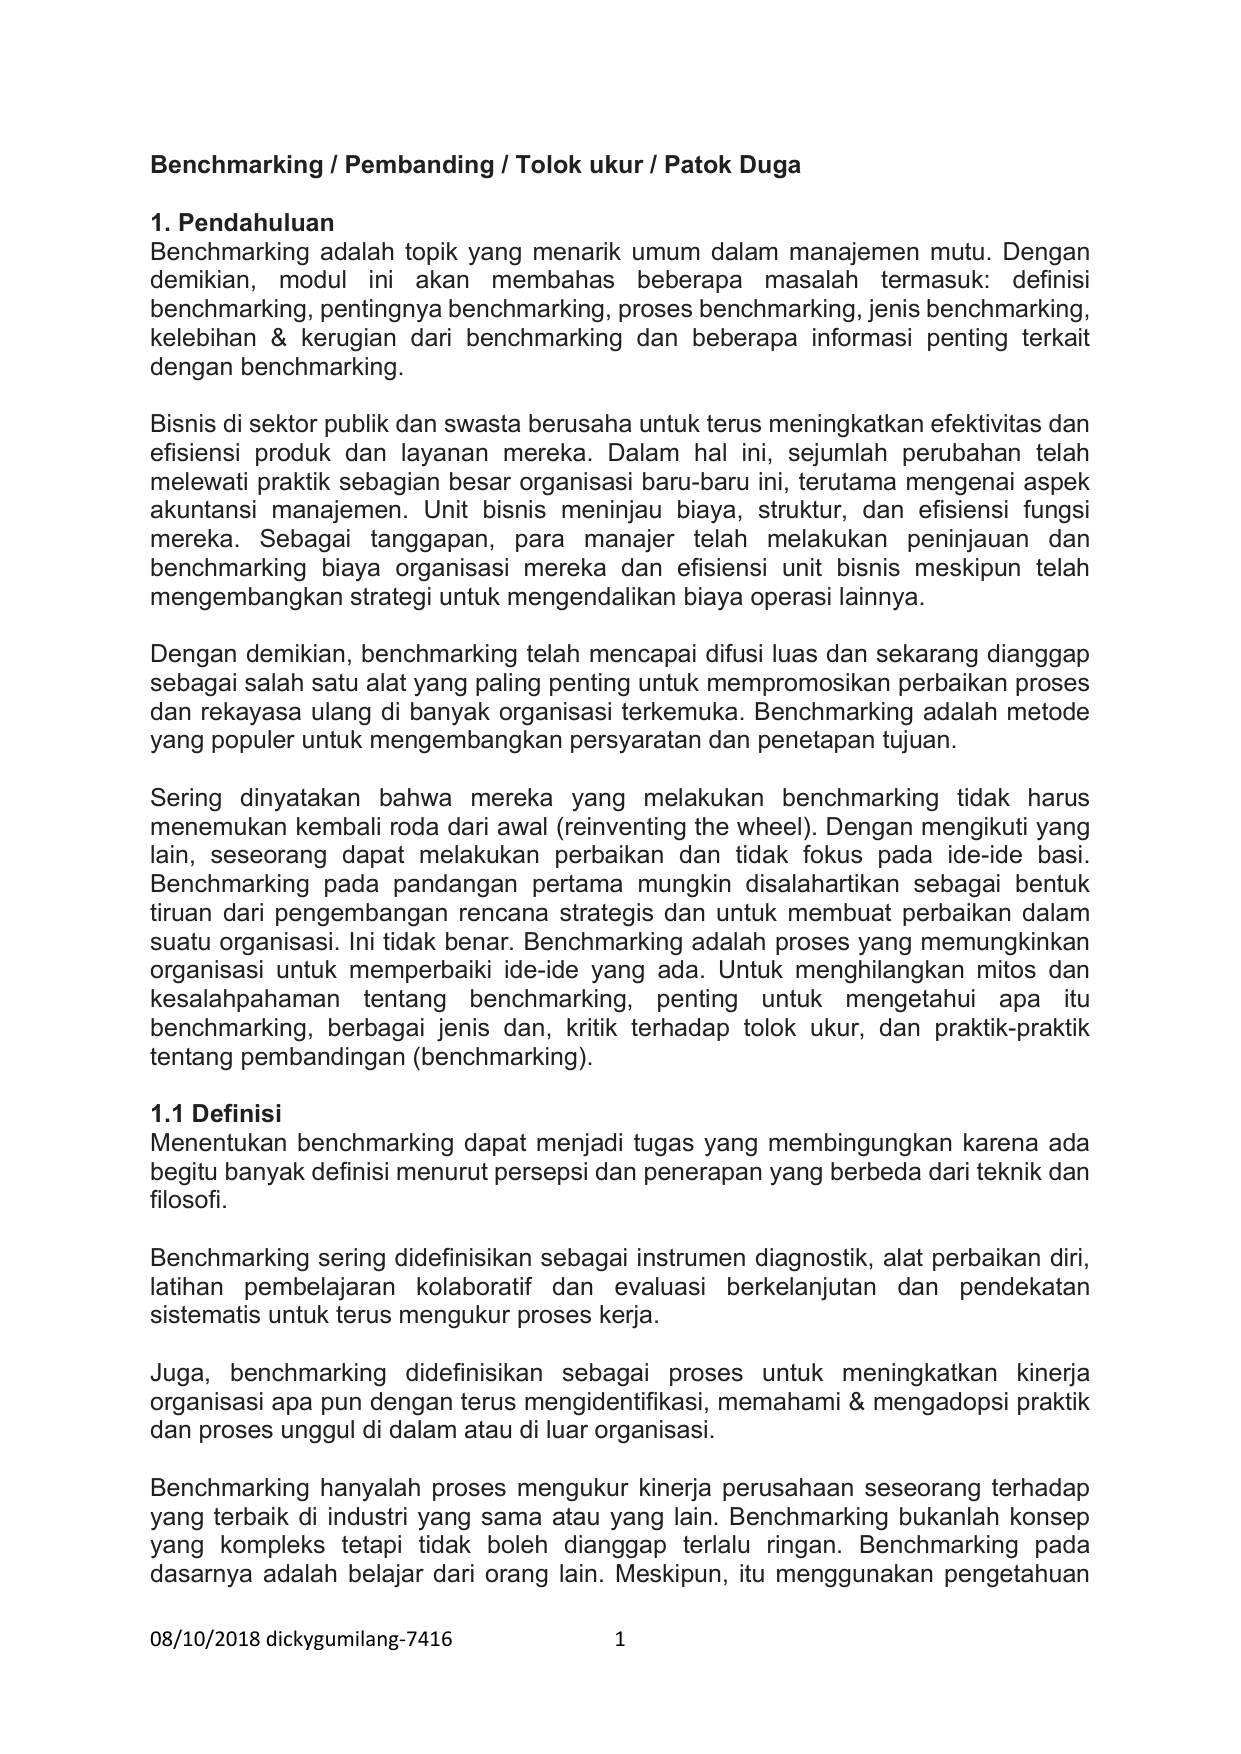 Benchmarking / Pembanding / Tolok ukur / Patok Duga
1. Pendahuluan
Benchmarking adalah topik yang menarik umum dalam manajemen mutu. Dengan
demikian, modul ini akan membahas beberapa masalah termasuk: definisi
benchmarking, pentingnya benchmarking, proses benchmarking, jenis benchmarking,
kelebihan & kerugian dari benchmarking dan beberapa informasi penting terkait
dengan benchmarking.
Bisnis di sektor publik dan swasta berusaha untuk terus meningkatkan efektivitas dan
efisiensi produk dan layanan mereka. Dalam hal ini, sejumlah perubahan telah
melewati praktik sebagian besar organisasi baru-baru ini, terutama mengenai aspek
akuntansi manajemen. Unit bisnis meninjau biaya, struktur, dan efisiensi fungsi
mereka. Sebagai tanggapan, para manajer telah melakukan peninjauan dan
benchmarking biaya organisasi mereka dan efisiensi unit bisnis meskipun telah
mengembangkan strategi untuk mengendalikan biaya operasi lainnya.
Dengan demikian, benchmarking telah mencapai difusi luas dan sekarang dianggap
sebagai salah satu alat yang paling penting untuk mempromosikan perbaikan proses
dan rekayasa ulang di banyak organisasi terkemuka. Benchmarking adalah metode
yang populer untuk mengembangkan persyaratan dan penetapan tujuan.
Sering dinyatakan bahwa mereka yang melakukan benchmarking tidak harus
menemukan kembali roda dari awal (reinventing the wheel). Dengan mengikuti yang
lain, seseorang dapat melakukan perbaikan dan tidak fokus pada ide-ide basi.
Benchmarking pada pandangan pertama mungkin disalahartikan sebagai bentuk
tiruan dari pengembangan rencana strategis dan untuk membuat perbaikan dalam
suatu organisasi. Ini tidak benar. Benchmarking adalah proses yang memungkinkan
organisasi untuk memperbaiki ide-ide yang ada. Untuk menghilangkan mitos dan
kesalahpahaman tentang benchmarking, penting untuk mengetahui apa itu
benchmarking, berbagai jenis dan, kritik terhadap tolok ukur, dan praktik-praktik
tentang pembandingan (benchmarking).
1.1 Definisi
Menentukan benchmarking dapat menjadi tugas yang membingungkan karena ada
begitu banyak definisi menurut persepsi dan penerapan yang berbeda dari teknik dan
filosofi.
Benchmarking sering didefinisikan sebagai instrumen diagnostik, alat perbaikan diri,
latihan pembelajaran kolaboratif dan evaluasi berkelanjutan dan pendekatan
sistematis untuk terus mengukur proses kerja.
Juga, benchmarking didefinisikan sebagai proses untuk meningkatkan kinerja
organisasi apa pun dengan terus mengidentifikasi, memahami & mengadopsi praktik
dan proses unggul di dalam atau di luar organisasi.
Benchmarking hanyalah proses mengukur kinerja perusahaan seseorang terhadap
yang terbaik di industri yang sama atau yang lain. Benchmarking bukanlah konsep
yang kompleks tetapi tidak boleh dianggap terlalu ringan. Benchmarking pada
dasarnya adalah belajar dari orang lain. Meskipun, itu menggunakan pengetahuan
08/10/2018 dickygumilang-7416 1